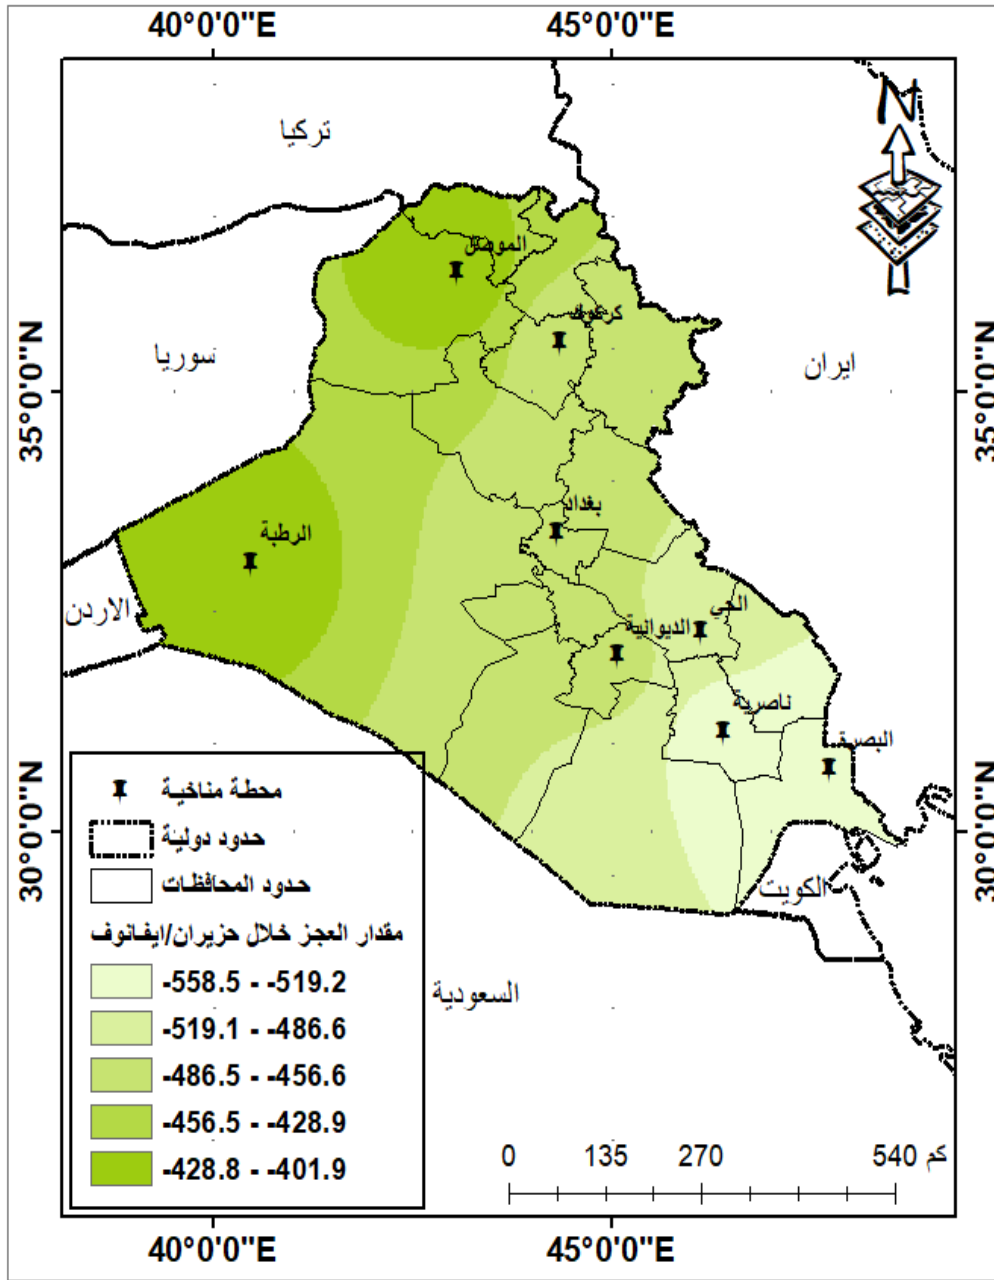 40°0'0"E
45°0'0"E
N
تركيا
الموصل
كركوك
سوريا
ايران
35°0'0"N
35°0'0"N
بغداد
الرطبة
الاردن
الحي
الديوانية
ناصرية
البصرة
30°0'0"N
30°0'0"N
الكويت
السعودية
محطة مناخية
حدود دولية
حدود المحافظات
مقدار العجز خلال حزيران/ايفانوف
-558.5 - -519.2
-519.1 - -486.6
-486.5 - -456.6
-456.5 - -428.9
-428.8 - -401.9
0 135 270 540 كم
40°0'0"E
45°0'0"E